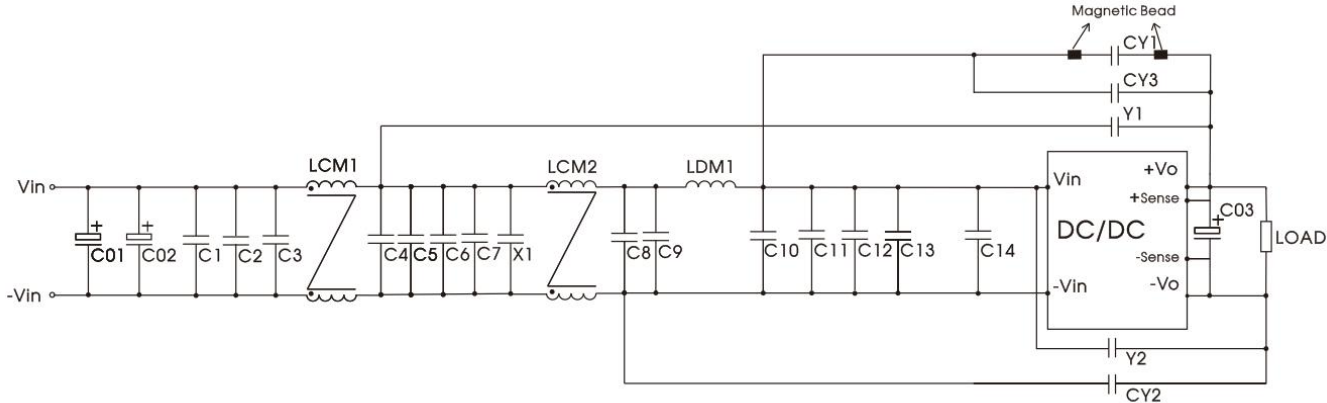 Magnetic Bead
CY1
CY3
Y1
LCM1
LCM2
LDM1
Vin
+
C01
+
C02
C1
C2
C3
C4
C5
C6
C7
X1
C8
C9
C10
C11
C12
C13
C14
Vin
+Vo
+Sense
DC/DC
-Sense
-Vin
-Vo
+
C03
LOAD
-Vin
Y2
CY2